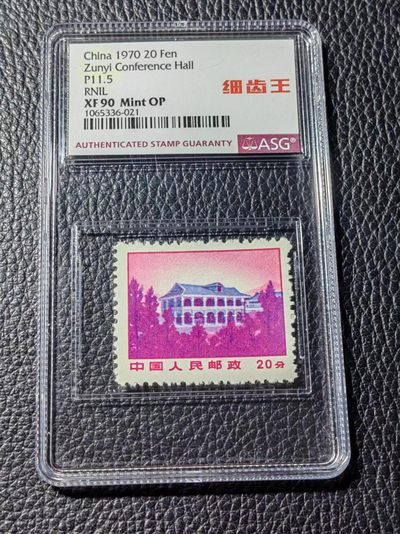 China 1970 20 Fen
Zunyi Conference Hall
P11.5
RNIL
XF 90 Mint OP
1065336-021
细齿王
AUTHENTICATED STAMP GUARANTY
ASG®
中国人民邮政 20分